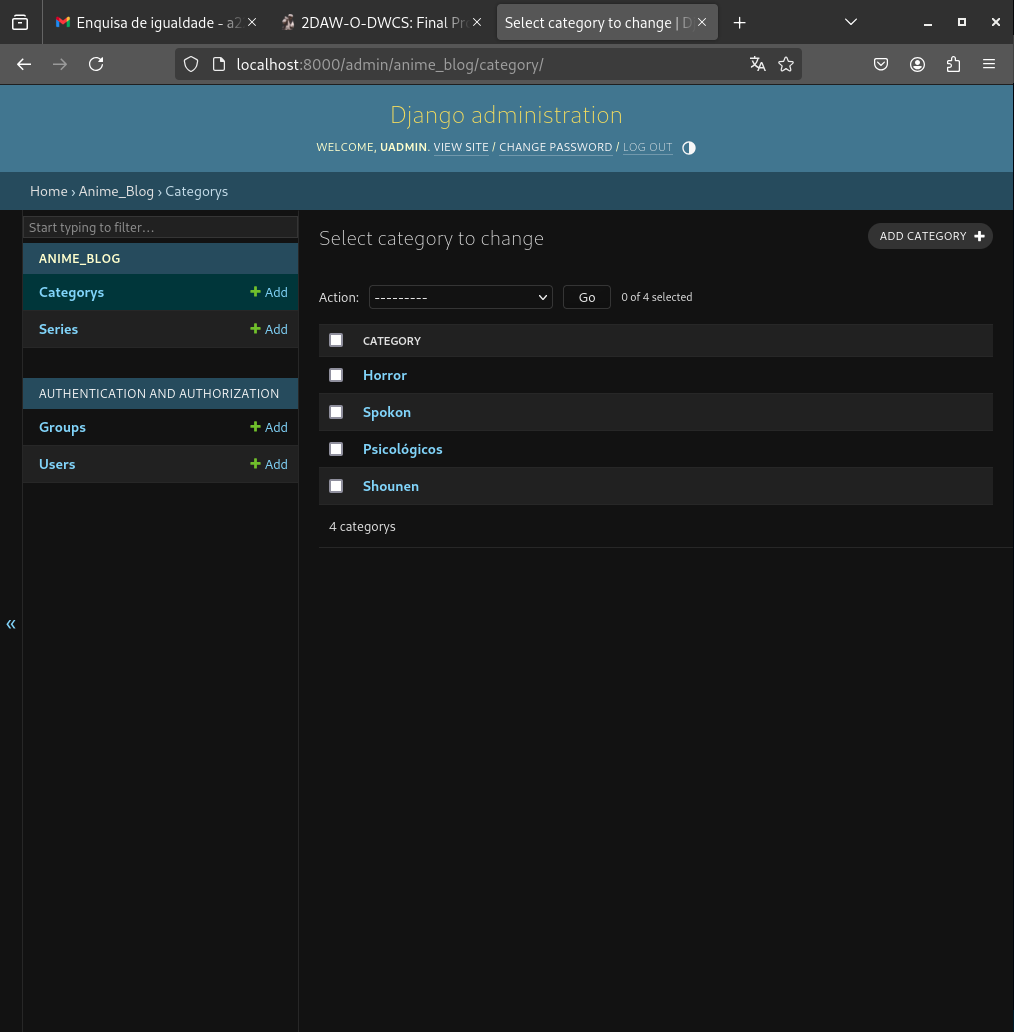 Enquisa de igualdade - a2
2DAW-O-DWCS: Final Pr
Select category to change | D
localhost:8000/admin/anime_blog/category/
Django administration
WELCOME, UADMIN. VIEW SITE / CHANGE PASSWORD / LOG OUT
Home › Anime_Blog › Categorys
Start typing to filter…
ANIME_BLOG
Categorys + Add
Series + Add
AUTHENTICATION AND AUTHORIZATION
Groups + Add
Users + Add
«
Select category to change
ADD CATEGORY +
Action: --------- Go 0 of 4 selected
CATEGORY
Horror
Spokon
Psicológicos
Shounen
4 categorys